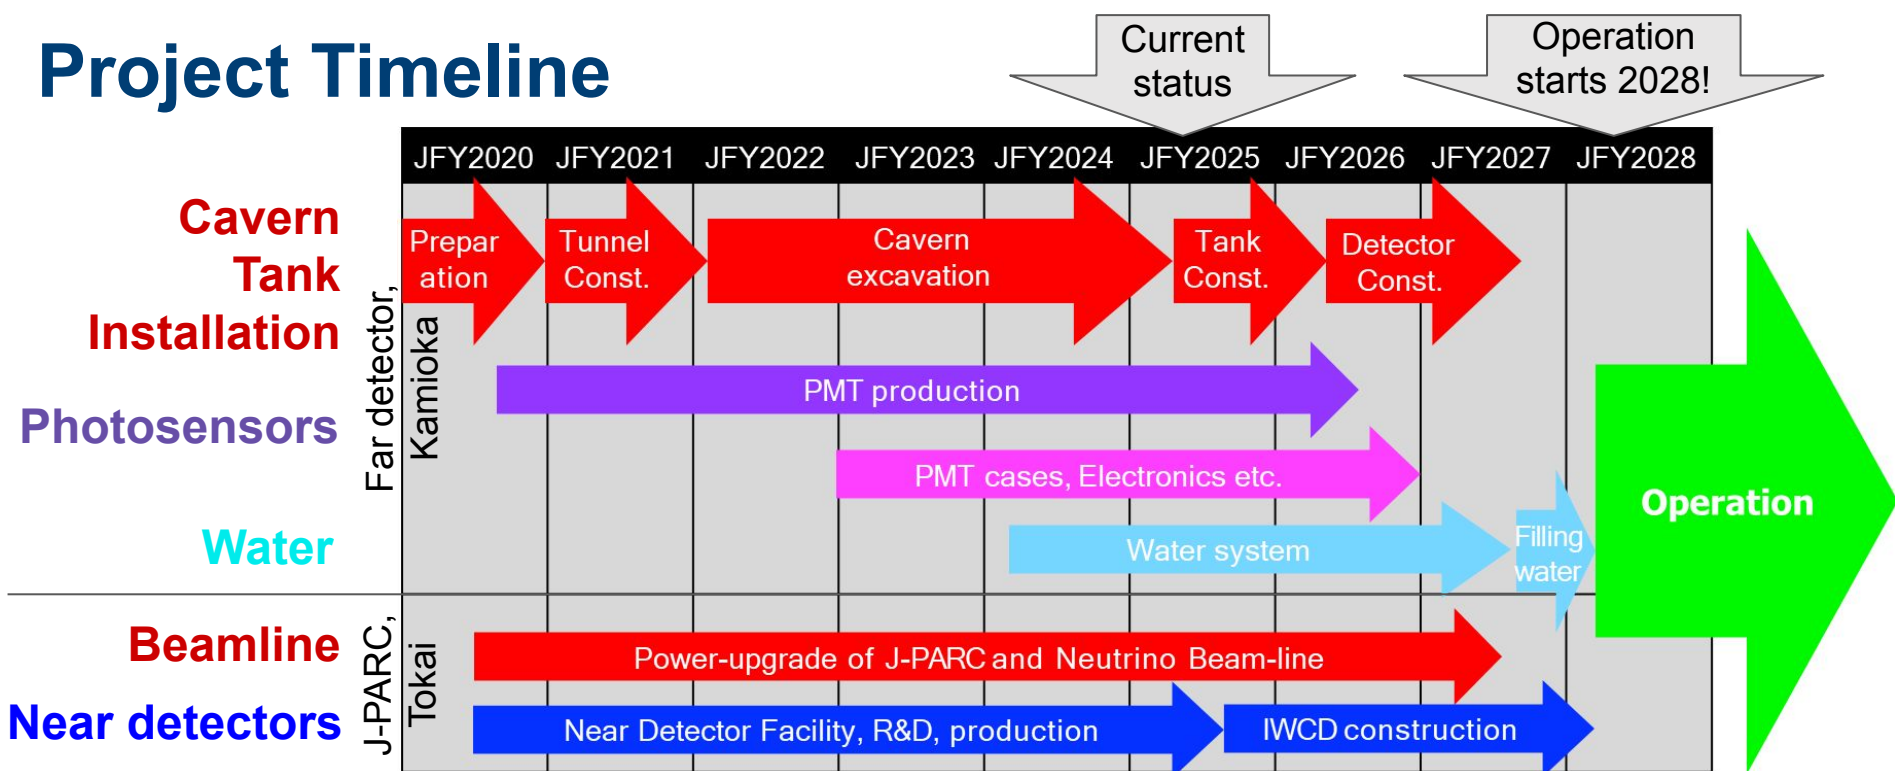 Project Timeline
Current
status
Operation
starts 2028!
JFY2020 JFY2021 JFY2022 JFY2023 JFY2024 JFY2025 JFY2026 JFY2027 JFY2028
Cavern
Tank
Installation
Photosensors
Water
Beamline
Near detectors
Far detector,
Kamioka
J-PARC,
Tokai
Prepar
ation
Tunnel
Const.
Cavern
excavation
Tank
Const.
Detector
Const.
PMT production
PMT cases, Electronics etc.
Water system
Filling
water
Operation
Power-upgrade of J-PARC and Neutrino Beam-line
Near Detector Facility, R&D, production
IWCD construction